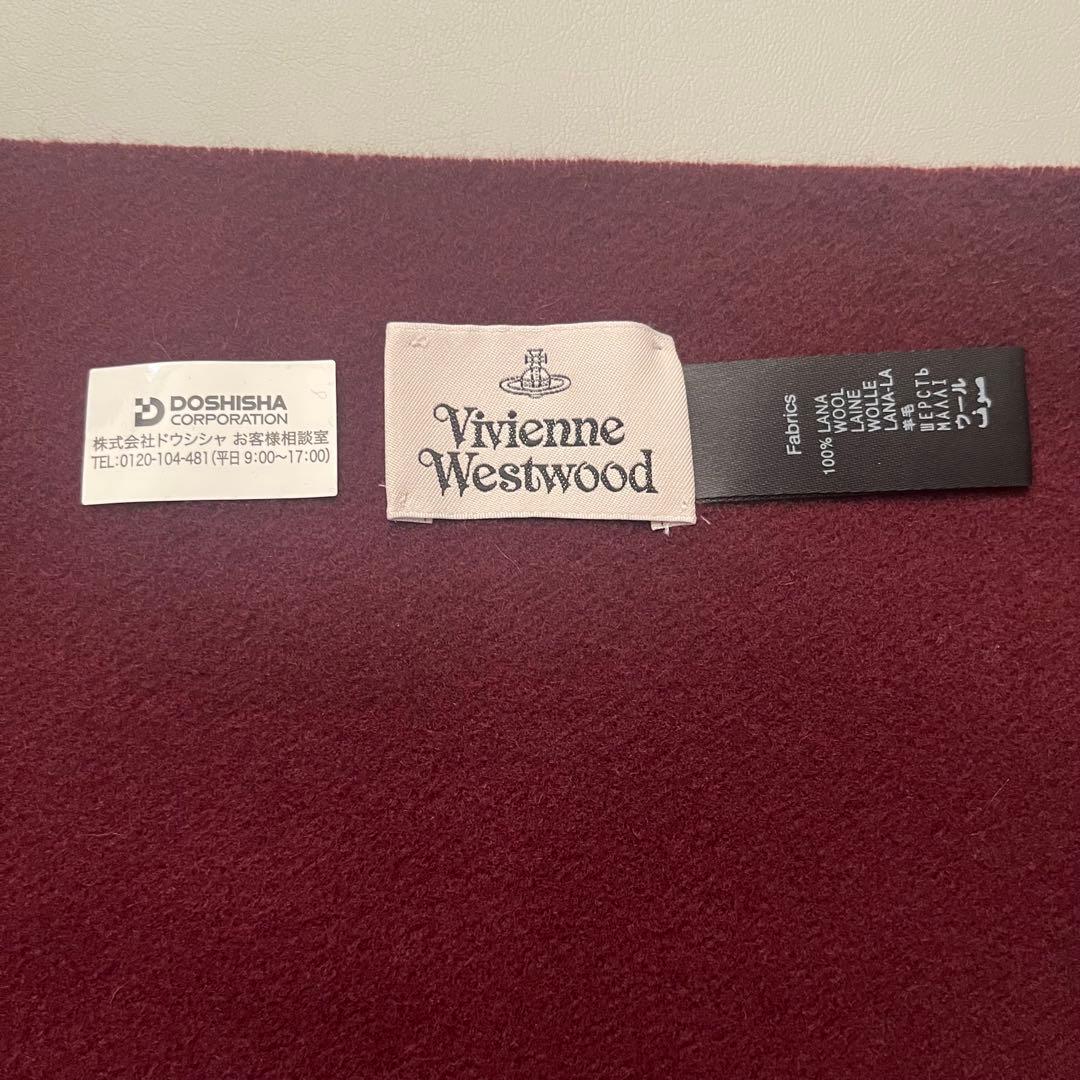 DOSHISHA
CORPORATION
株式会社ドウシシャ お客様相談室
TEL:0120-104-481(平日 9:00〜17:00)
Vivienne
Westwood
Fabrics
100% LANA
WOOL
LAINE
WOLLE
LANA-LA
羊毛
ШЕРСТЬ
ΜΑΛΛΙ
ウール
صوف